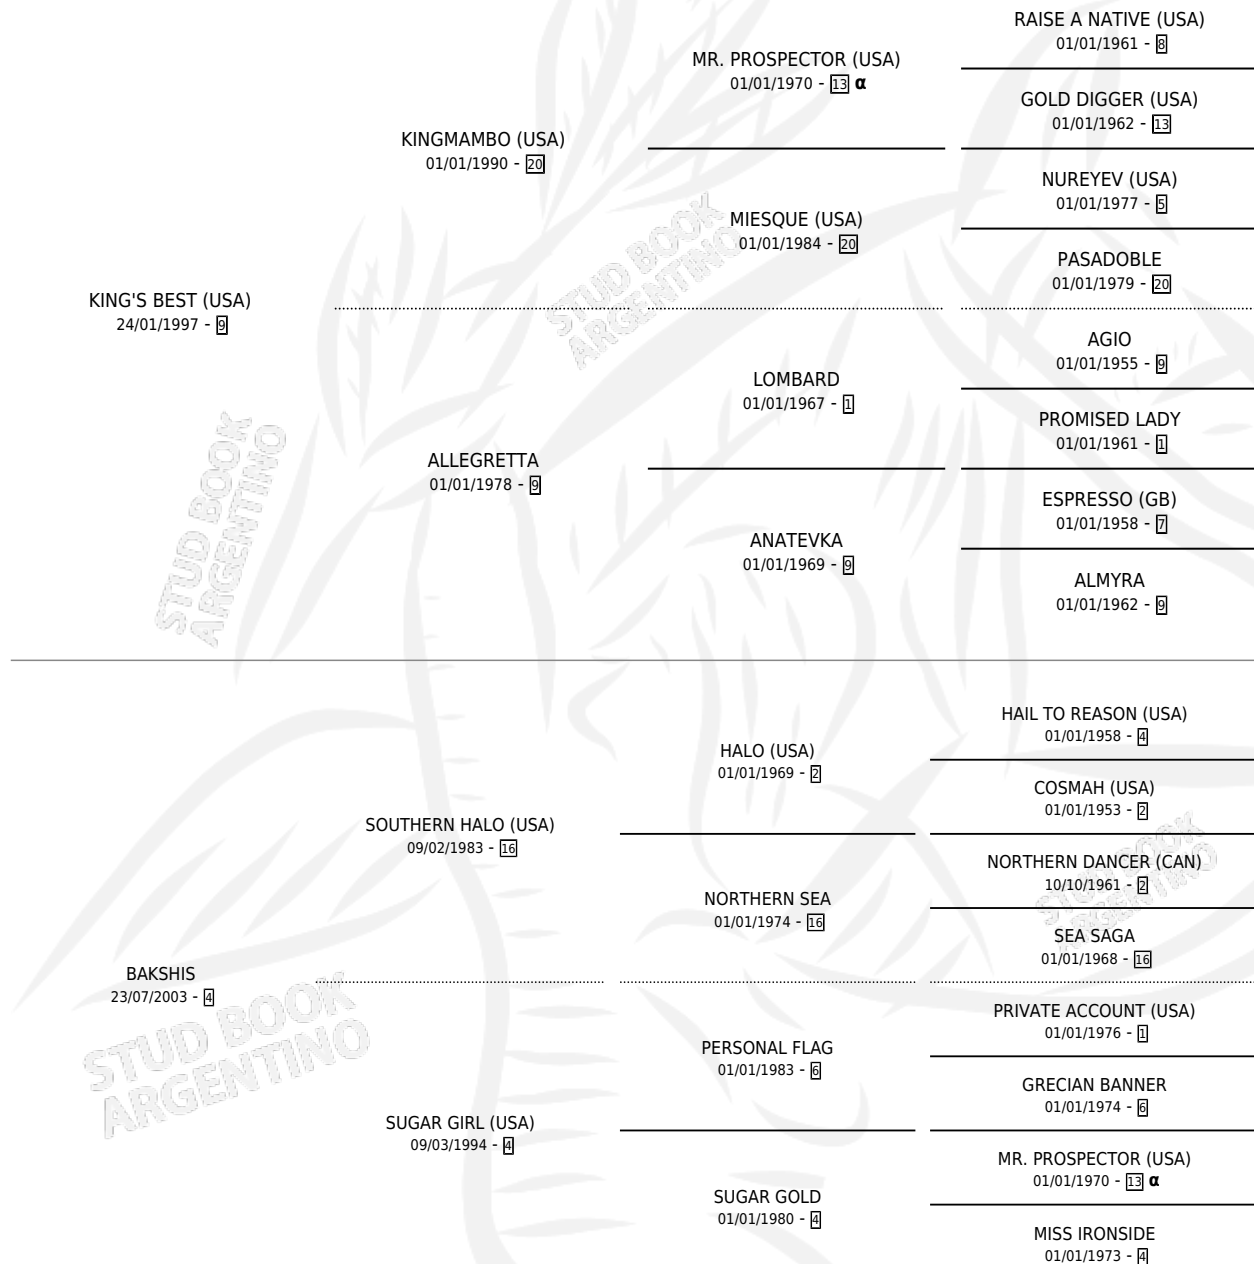 RAISE A NATIVE (USA)
01/01/1961 - 8
MR. PROSPECTOR (USA)
01/01/1970 - 13 α
GOLD DIGGER (USA)
01/01/1962 - 13
KINGMAMBO (USA)
01/01/1990 - 20
NUREYEV (USA)
01/01/1977 - 5
MIESQUE (USA)
01/01/1984 - 20
PASADOBLE
01/01/1979 - 20
KING'S BEST (USA)
24/01/1997 - 9
AGIO
01/01/1955 - 9
LOMBARD
01/01/1967 - 1
PROMISED LADY
01/01/1961 - 1
ALLEGRETTA
01/01/1978 - 9
ESPRESSO (GB)
01/01/1958 - 7
ANATEVKA
01/01/1969 - 9
ALMYRA
01/01/1962 - 9
HAIL TO REASON (USA)
01/01/1958 - 4
HALO (USA)
01/01/1969 - 2
COSMAH (USA)
01/01/1953 - 2
SOUTHERN HALO (USA)
09/02/1983 - 16
NORTHERN DANCER (CAN)
10/10/1961 - 2
NORTHERN SEA
01/01/1974 - 16
SEA SAGA
01/01/1968 - 16
BAKSHIS
23/07/2003 - 4
PRIVATE ACCOUNT (USA)
01/01/1976 - 1
PERSONAL FLAG
01/01/1983 - 6
GRECIAN BANNER
01/01/1974 - 6
SUGAR GIRL (USA)
09/03/1994 - 4
MR. PROSPECTOR (USA)
01/01/1970 - 13 α
SUGAR GOLD
01/01/1980 - 4
MISS IRONSIDE
01/01/1973 - 4
STUD BOOK
ARGENTINO
STUD BOOK
ARGENTINO
STUD BOOK
ARGENTINO
STUD BOOK
ARGENTINO